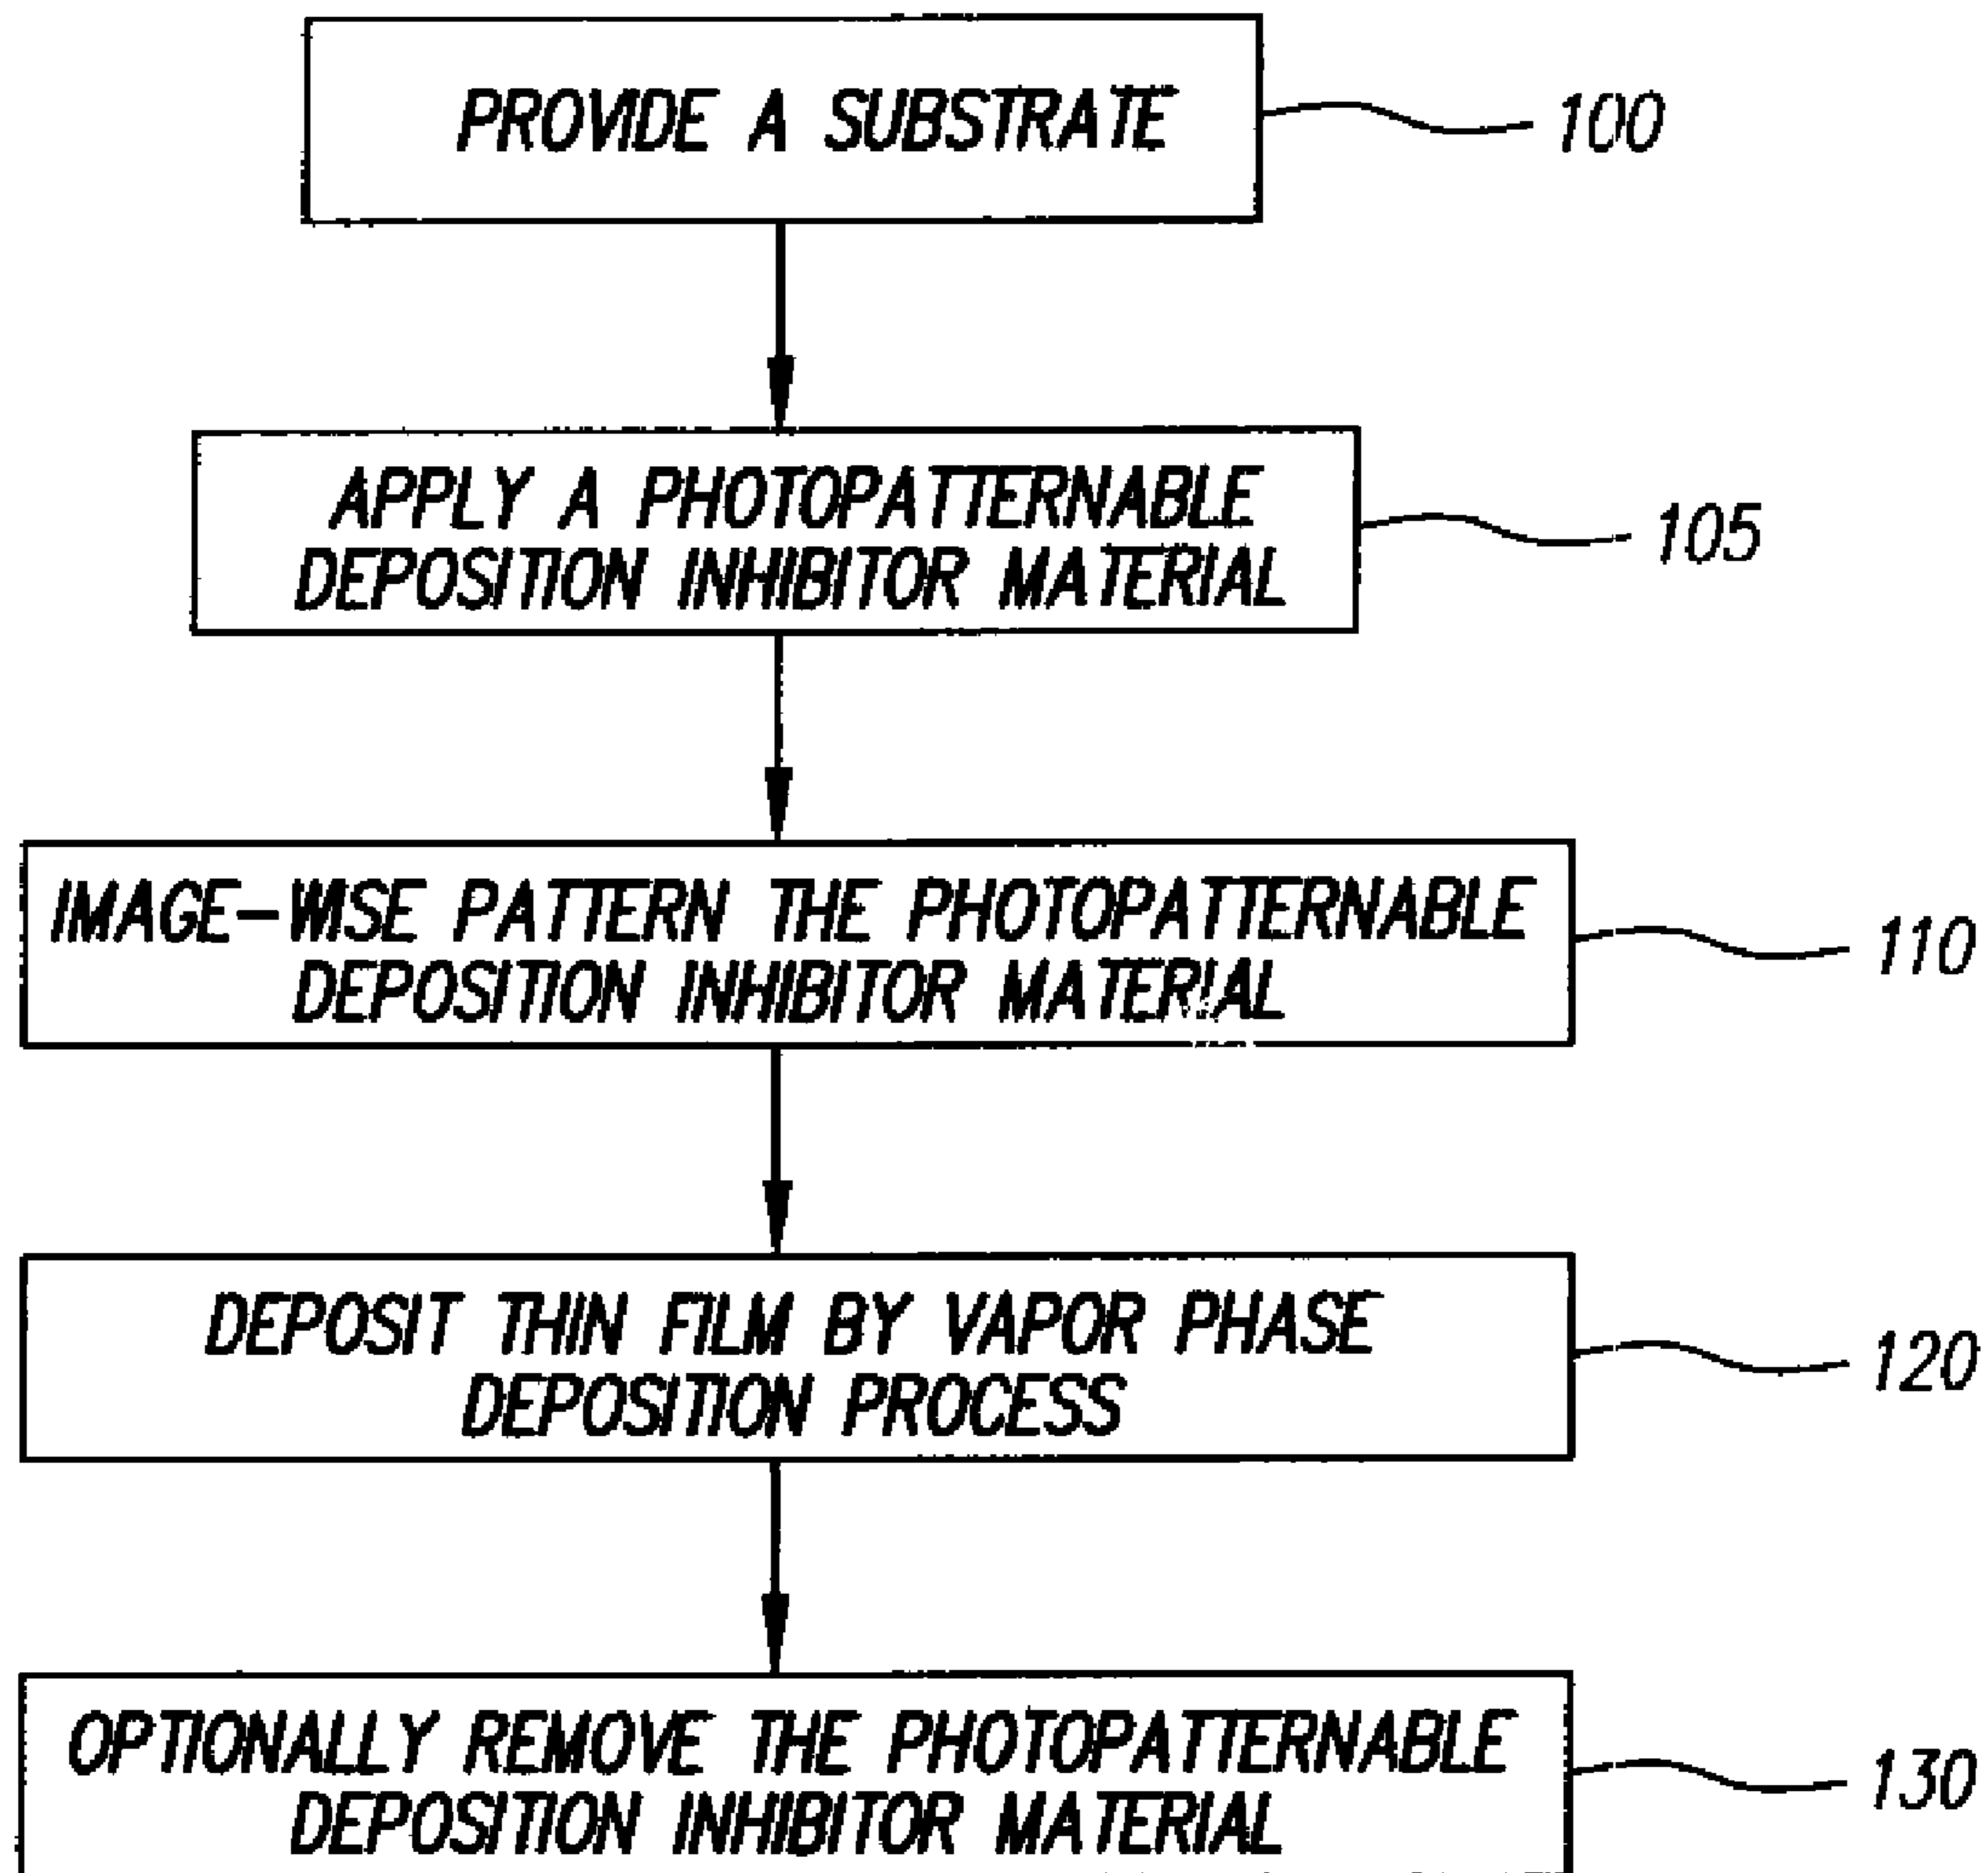 PROVIDE A SUBSTRATE
100
APPLY A PHOTOPATTERNABLE
DEPOSITION INHIBITOR MATERIAL
105
IMAGE-WISE PATTERN THE PHOTOPATTERNABLE
DEPOSITION INHIBITOR MATERIAL
110
DEPOSIT THIN FILM BY VAPOR PHASE
DEPOSITION PROCESS
120
OPTIONALLY REMOVE THE PHOTOPATTERNABLE
DEPOSITION INHIBITOR MATERIAL
130